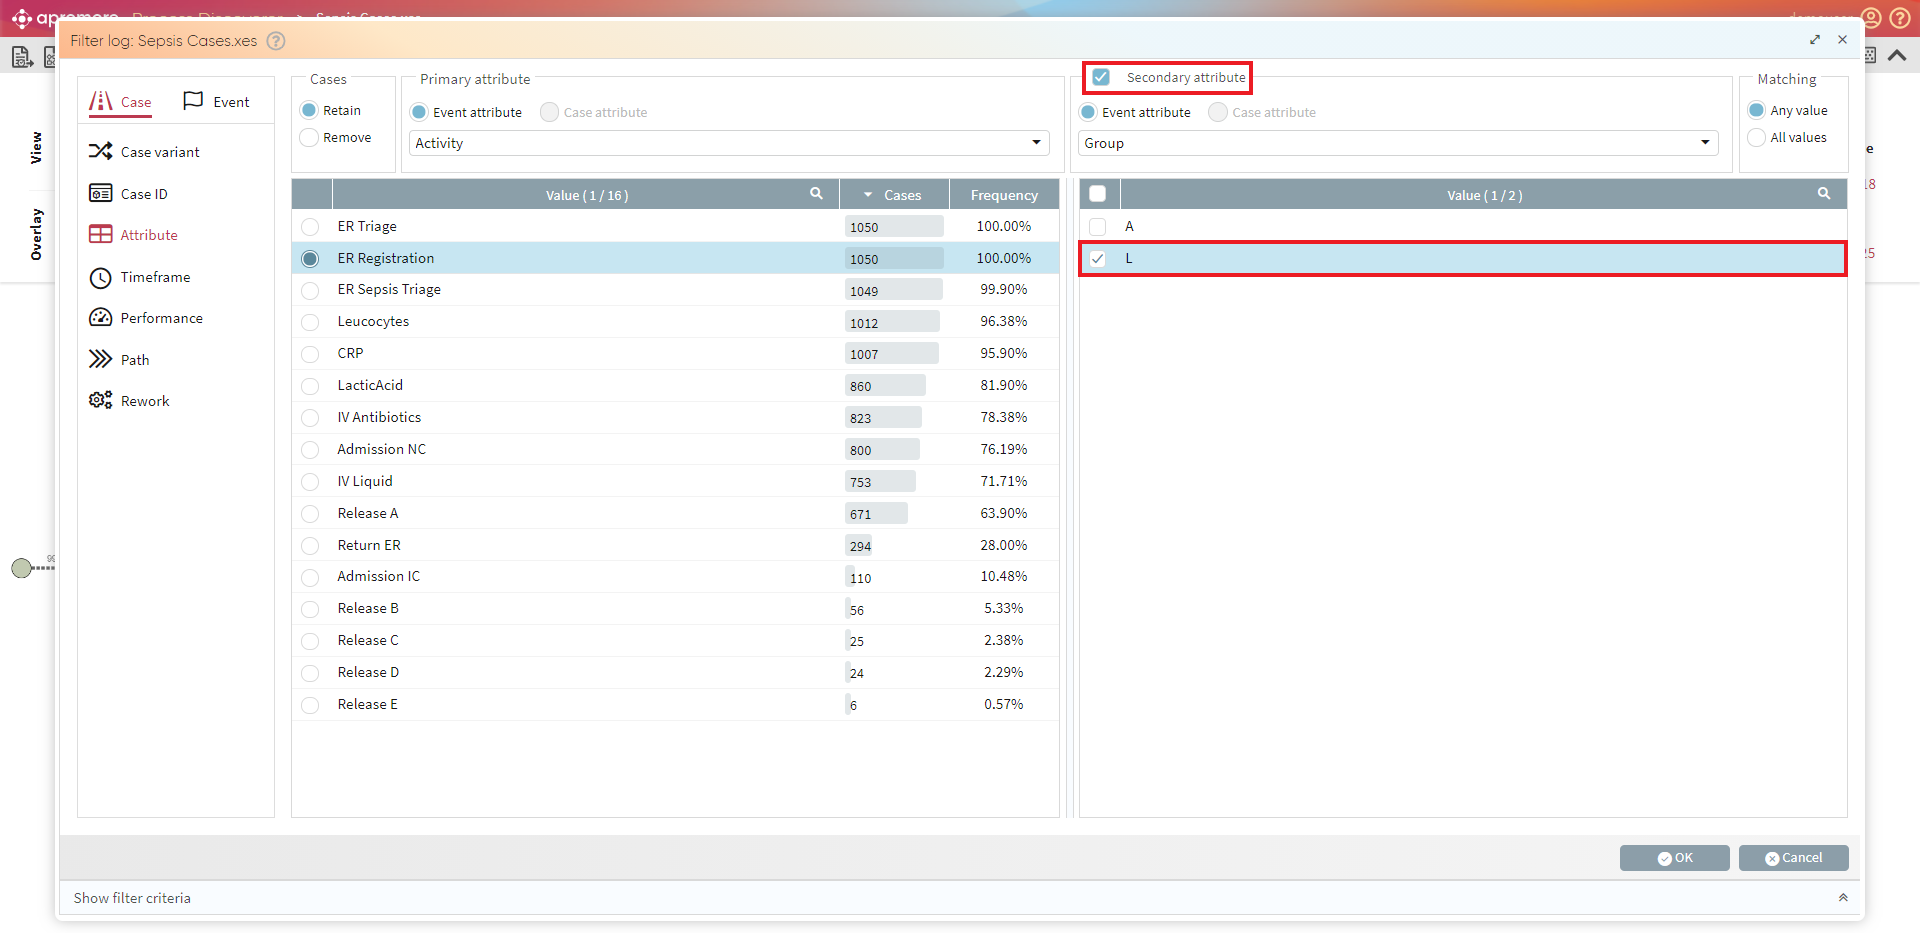 apromore Process Discoverer > Sepsis Cases.xes
Filter log: Sepsis Cases.xes ?
Case Event
Case variant
Case ID
Attribute
Timeframe
Performance
Path
Rework
View
Overlay
Cases
Retain
Remove
Primary attribute
Event attribute Case attribute
Activity
Secondary attribute
Event attribute Case attribute
Group
Matching
Any value
All values
Value ( 1 / 16 ) Cases Frequency
ER Triage 1050 100.00%
ER Registration 1050 100.00%
ER Sepsis Triage 1049 99.90%
Leucocytes 1012 96.38%
CRP 1007 95.90%
LacticAcid 860 81.90%
IV Antibiotics 823 78.38%
Admission NC 800 76.19%
IV Liquid 753 71.71%
Release A 671 63.90%
Return ER 294 28.00%
Admission IC 110 10.48%
Release B 56 5.33%
Release C 25 2.38%
Release D 24 2.29%
Release E 6 0.57%
Value ( 1 / 2 )
A
L
OK Cancel
Show filter criteria